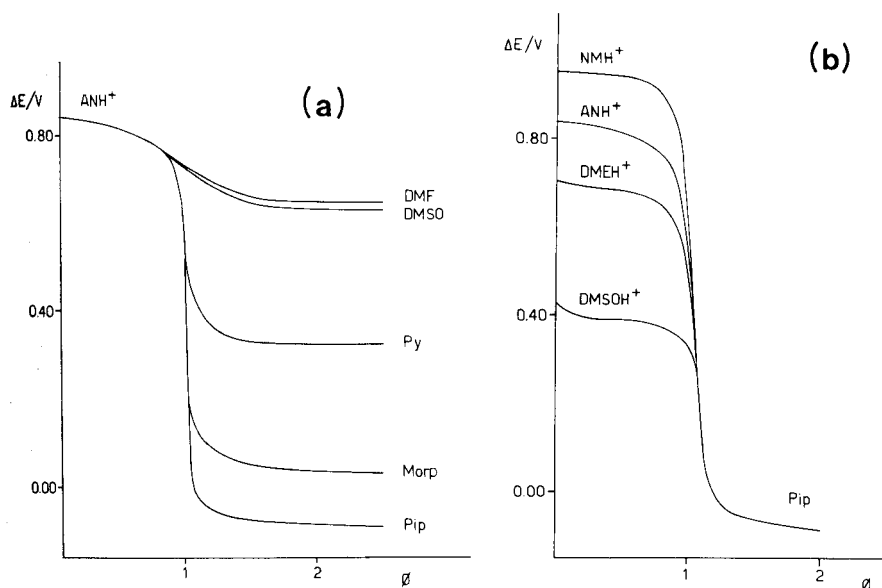 (a)
ΔE/V
ANH⁺
0.80
0.40
0.00
DMF
DMSO
Py
Morp
Pip
1
2
ø
(b)
ΔE/V
NMH⁺
ANH⁺
0.80
DMEH⁺
DMSOH⁺
0.40
0.00
Pip
1
2
ø